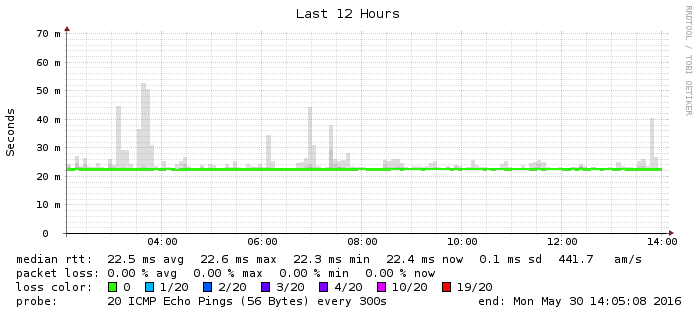 Last 12 Hours
RRDTOOL / TOBI OETIKER
Seconds
70 m
60 m
50 m
40 m
30 m
20 m
10 m
0
04:00 06:00 08:00 10:00 12:00 14:00
median rtt: 22.5 ms avg 22.6 ms max 22.3 ms min 22.4 ms now 0.1 ms sd 441.7 am/s
packet loss: 0.00 % avg 0.00 % max 0.00 % min 0.00 % now
loss color: 0 1/20 2/20 3/20 4/20 10/20 19/20
probe: 20 ICMP Echo Pings (56 Bytes) every 300s end: Mon May 30 14:05:08 2016